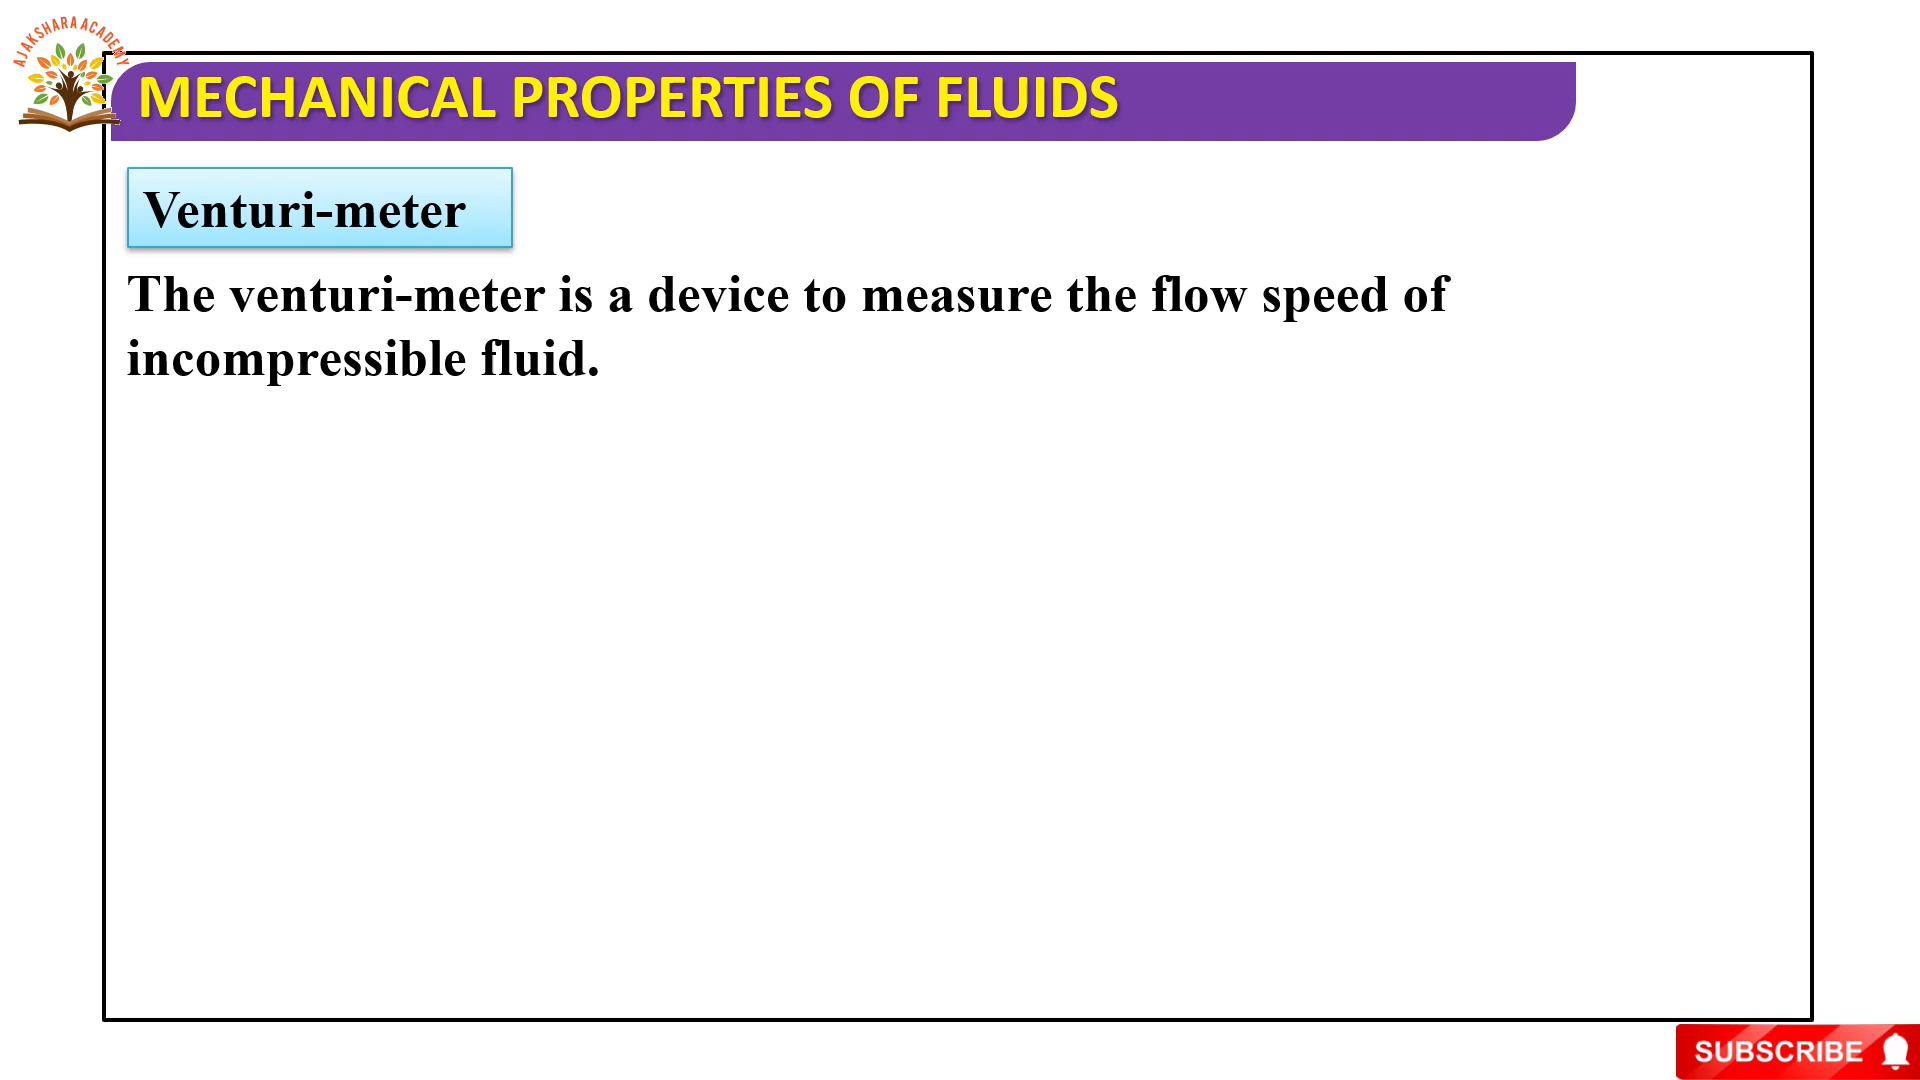 AJAKSHARA ACADEMY
MECHANICAL PROPERTIES OF FLUIDS
Venturi-meter
The venturi-meter is a device to measure the flow speed of
incompressible fluid.
SUBSCRIBE